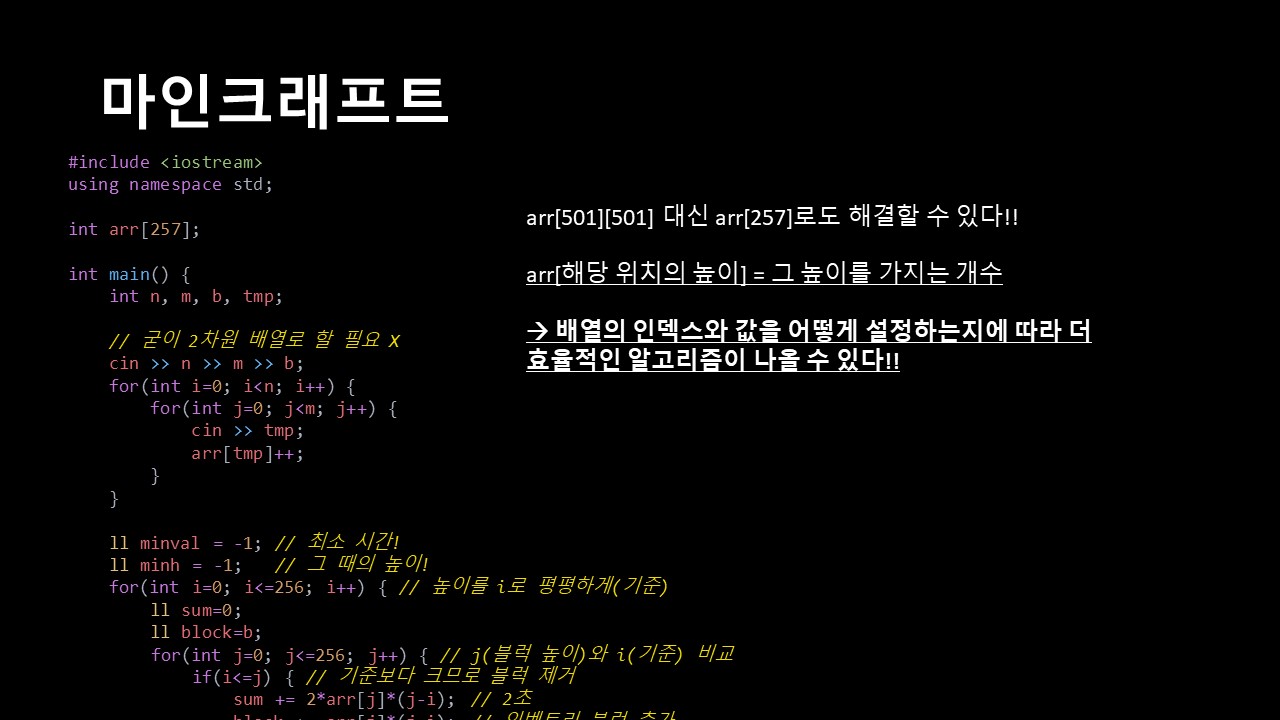 마인크래프트
#include <iostream>
using namespace std;
int arr[257];
int main() {
int n, m, b, tmp;
// 굳이 2차원 배열로 할 필요 X
cin >> n >> m >> b;
for(int i=0; i<n; i++) {
for(int j=0; j<m; j++) {
cin >> tmp;
arr[tmp]++;
}
}
ll minval = -1; // 최소 시간!
ll minh = -1; // 그 때의 높이!
for(int i=0; i<=256; i++) { // 높이를 i로 평평하게(기준)
ll sum=0;
ll block=b;
for(int j=0; j<=256; j++) { // j(블럭 높이)와 i(기준) 비교
if(i<=j) { // 기준보다 크므로 블럭 제거
sum += 2*arr[j]*(j-i); // 2초
arr[501][501] 대신 arr[257]로도 해결할 수 있다!!
arr[해당 위치의 높이] = 그 높이를 가지는 개수
→ 배열의 인덱스와 값을 어떻게 설정하는지에 따라 더
효율적인 알고리즘이 나올 수 있다!!